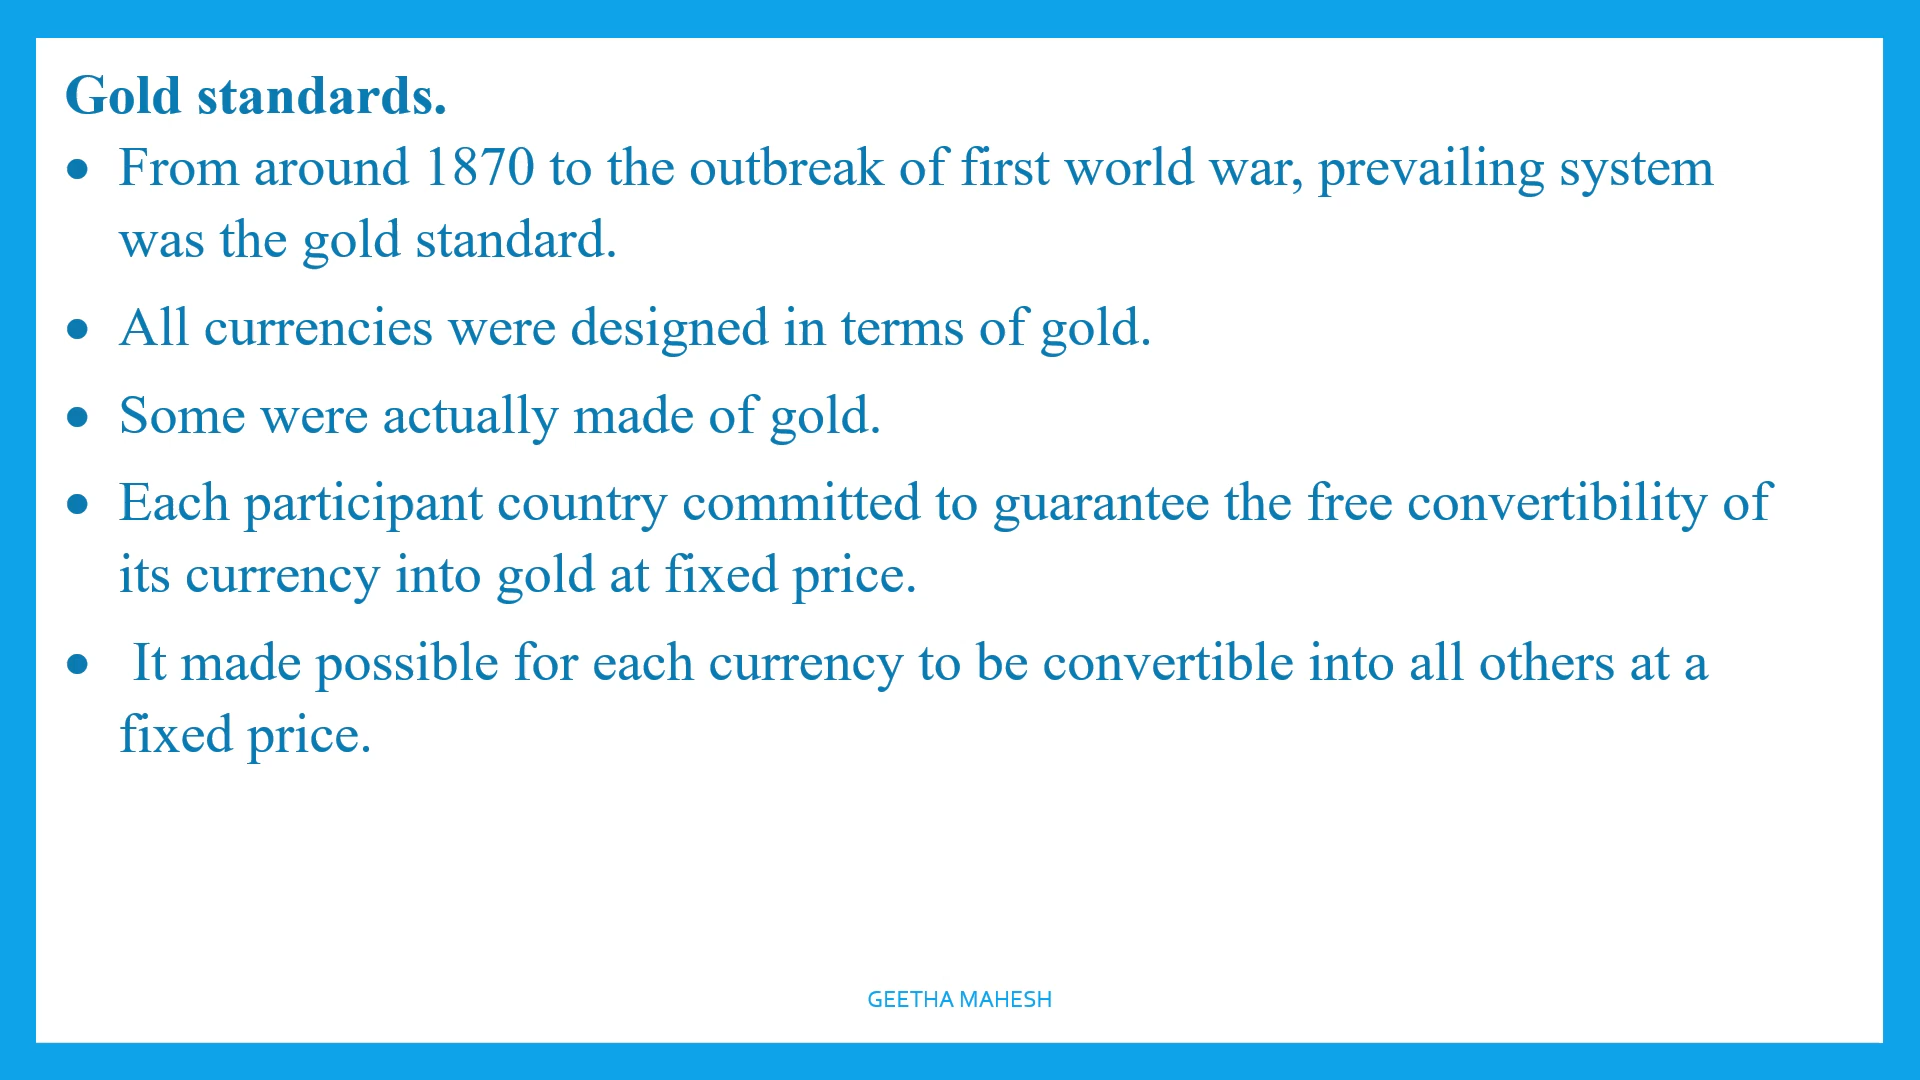 Gold standards.
• From around 1870 to the outbreak of first world war, prevailing system
was the gold standard.
• All currencies were designed in terms of gold.
• Some were actually made of gold.
• Each participant country committed to guarantee the free convertibility of
its currency into gold at fixed price.
• It made possible for each currency to be convertible into all others at a
fixed price.
GEETHA MAHESH